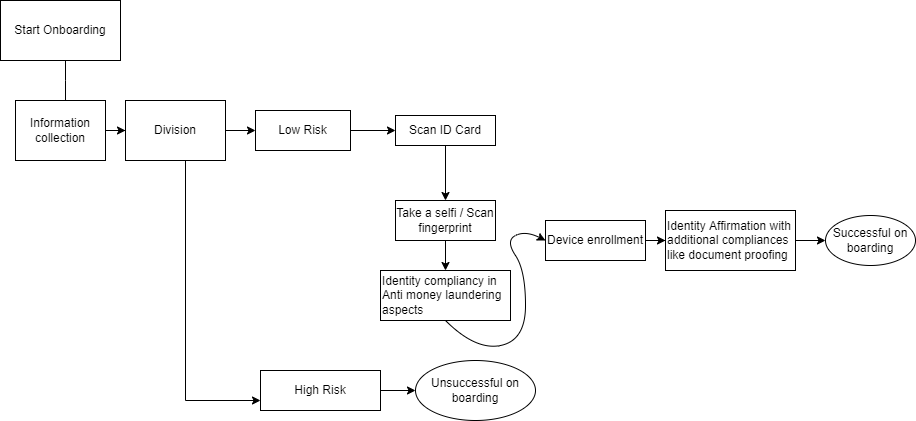 Start Onboarding
Information
collection
Division
Low Risk
Scan ID Card
Take a selfi / Scan
fingerprint
Identity compliancy in
Anti money laundering
aspects
Device enrollment
Identity Affirmation with
additional compliances
like document proofing
Successful on
boarding
High Risk
Unsuccessful on
boarding